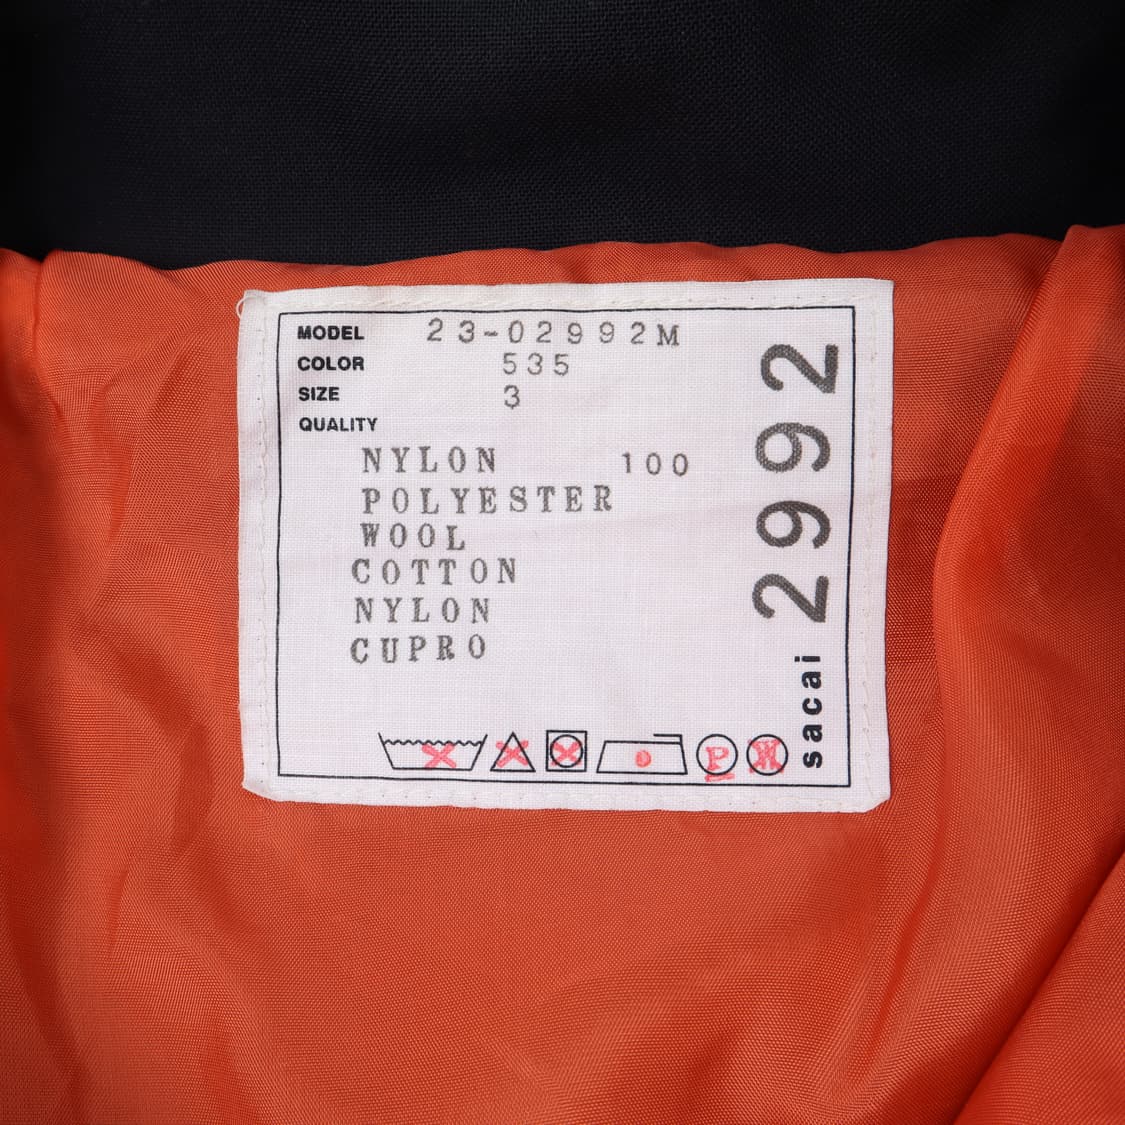 MODEL 23-02992M
COLOR 535
SIZE 3
QUALITY
NYLON 100
POLYESTER
WOOL
COTTON
NYLON
CUPRO
P W
sacai 2992